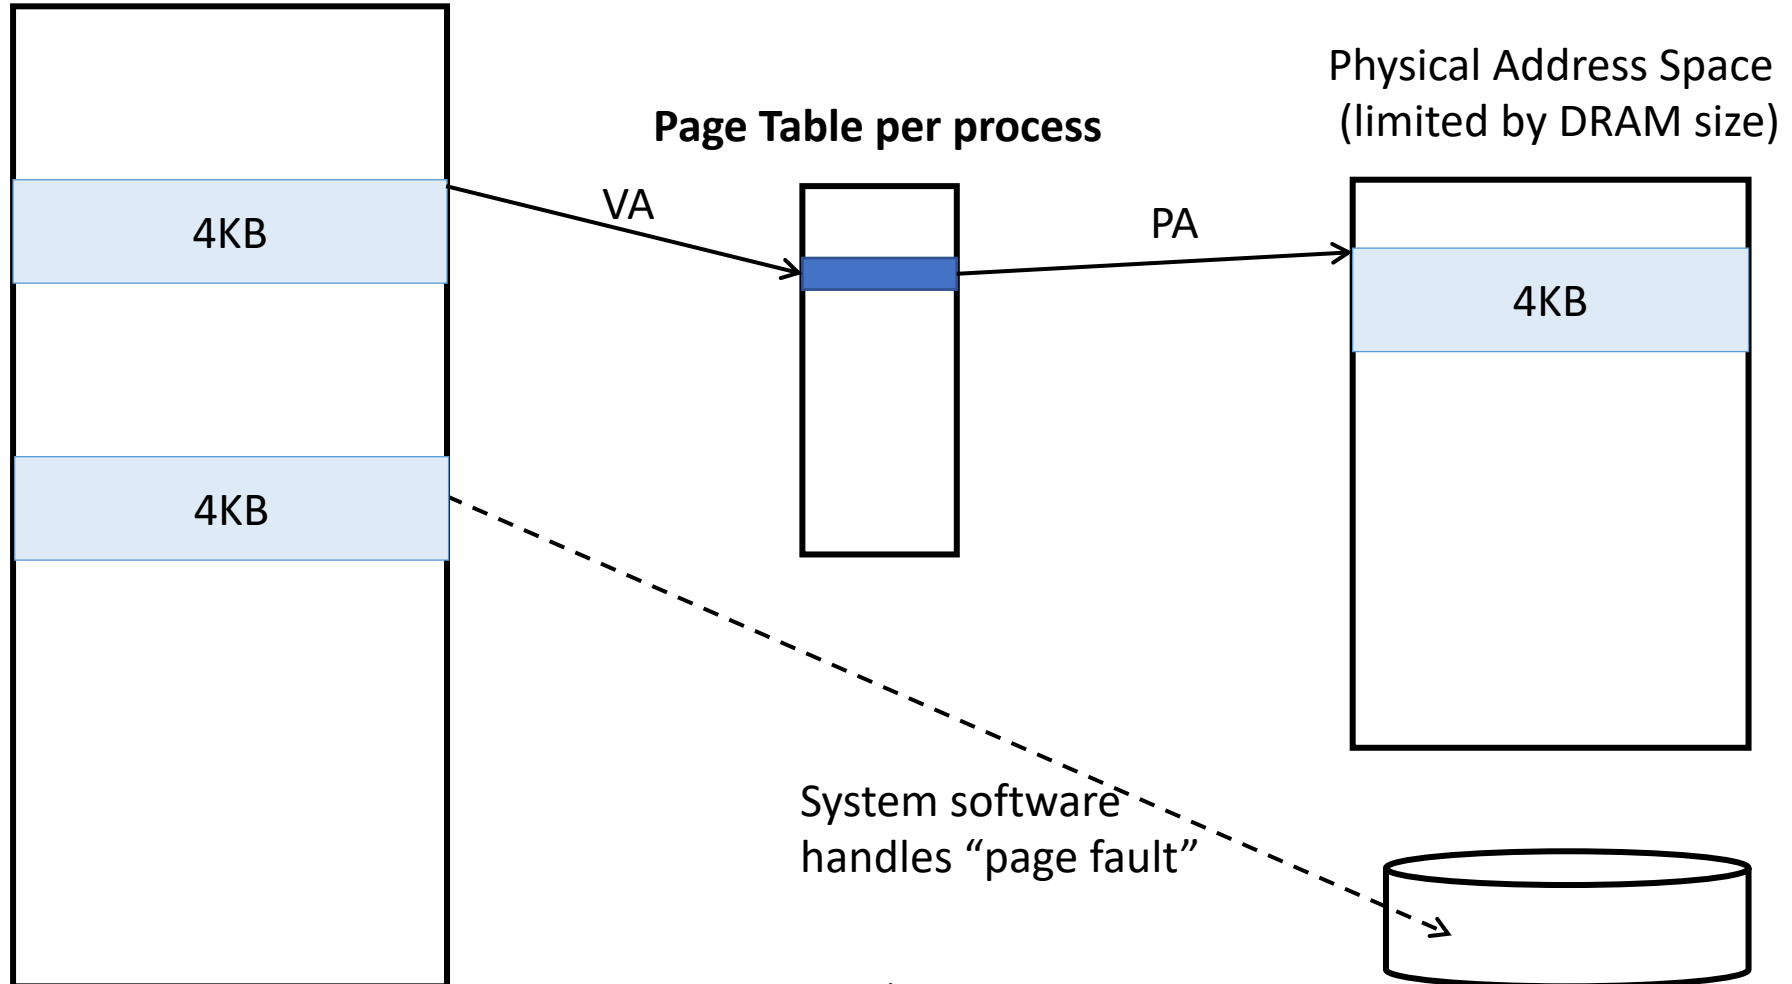 Physical Address Space
(limited by DRAM size)
Page Table per process
VA
PA
4KB
4KB
4KB
System software
handles “page fault”